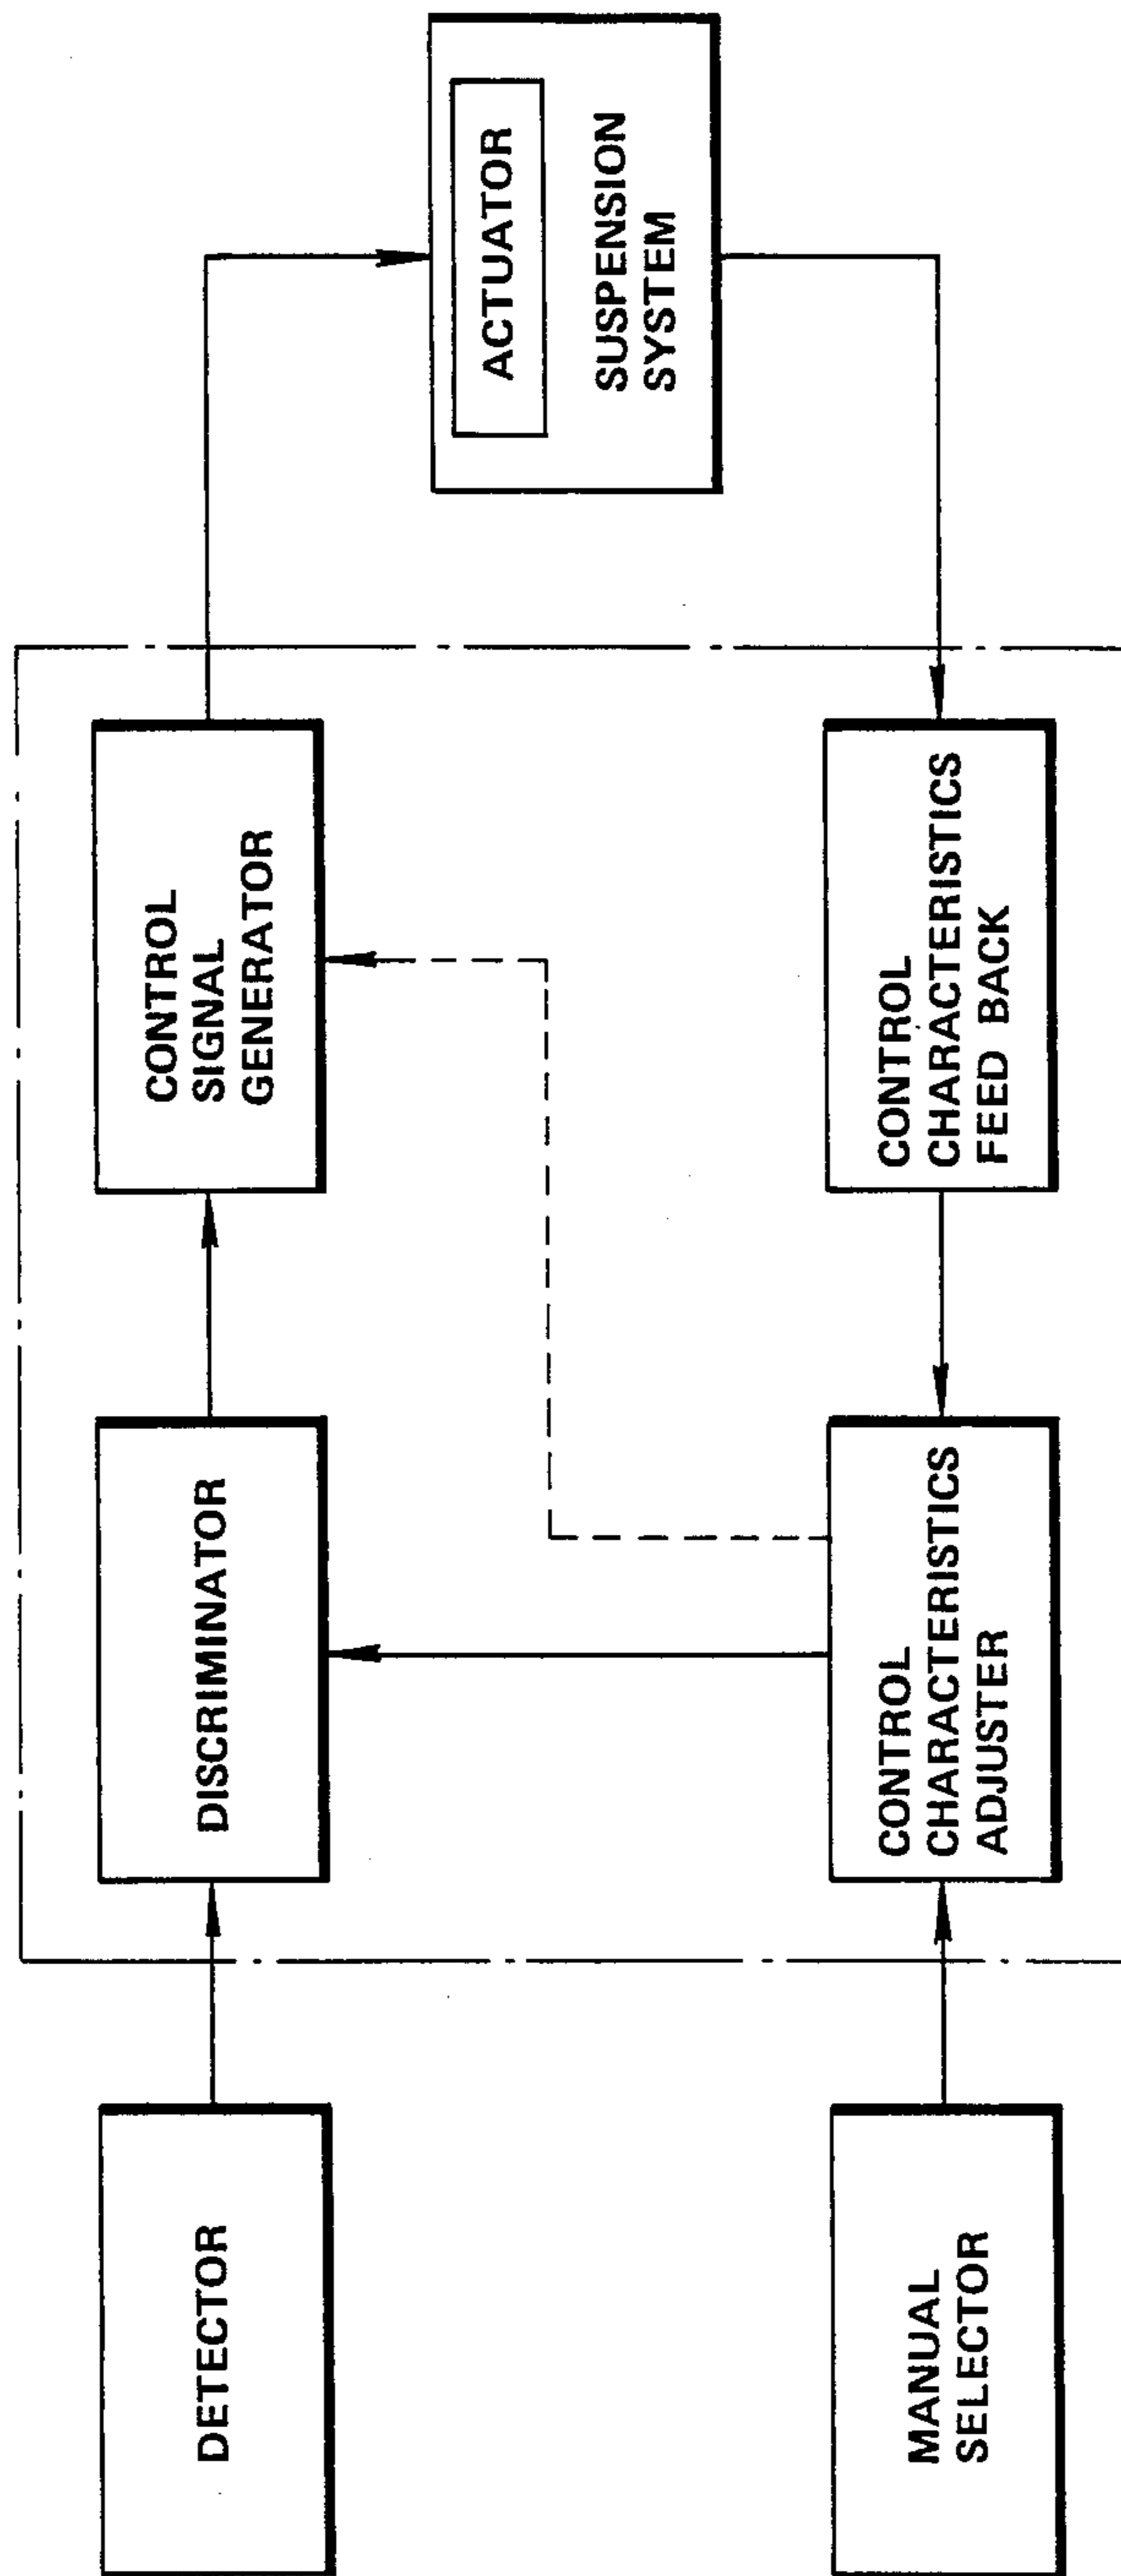 DETECTOR
DISCRIMINATOR
CONTROL
SIGNAL
GENERATOR
ACTUATOR
SUSPENSION
SYSTEM
MANUAL
SELECTOR
CONTROL
CHARACTERISTICS
ADJUSTER
CONTROL
CHARACTERISTICS
FEED BACK